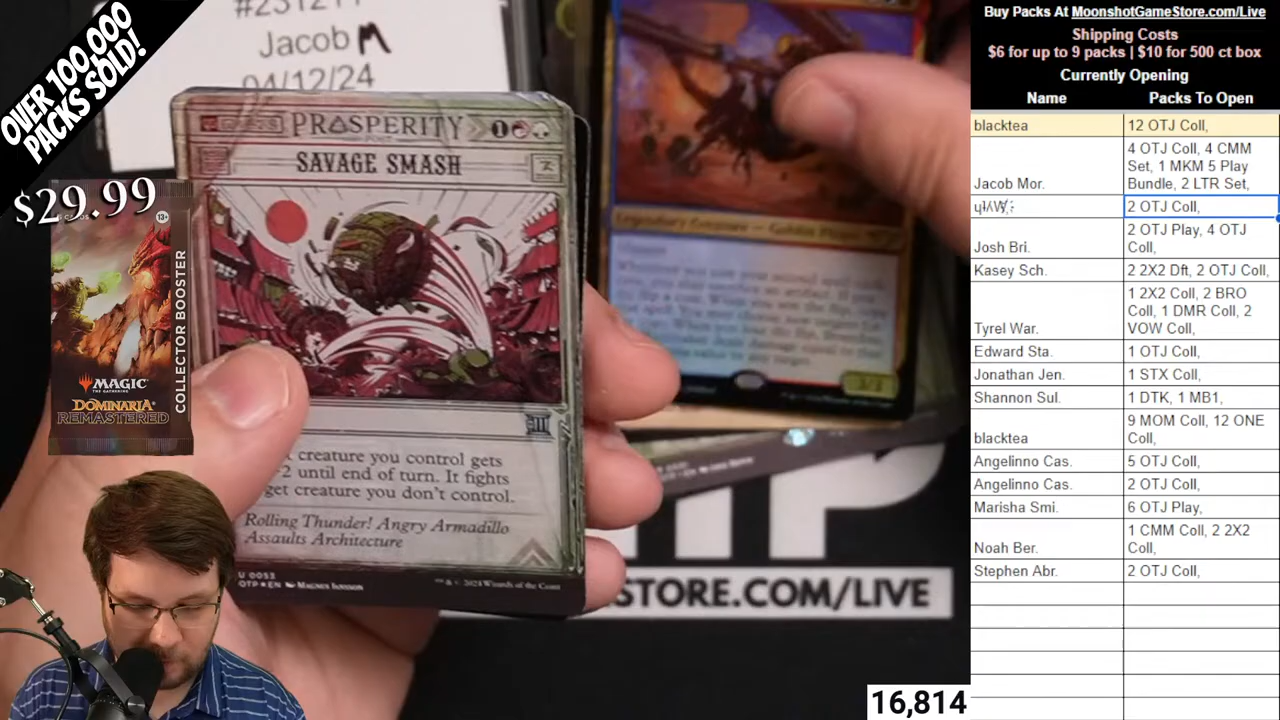 OVER 100,000
PACKS SOLD!
Jacob M
04/12/24
$29.99
13+
COLLECTOR BOOSTER
MAGIC
THE GATHERING
DOMINARIA
REMASTERED
PROSPERITY
SAVAGE SMASH
creature you control gets
2 until end of turn. It fights
get creature you don't control.
Rolling Thunder! Angry Armadillo
Assaults Architecture
U 0053
OTP EN
Legendary Creature — Goblin
STORE.COM/LIVE
16,814
Buy Packs At MoonshotGameStore.com/Live
Shipping Costs
$6 for up to 9 packs | $10 for 500 ct box
Currently Opening
Name Packs To Open
blacktea 12 OTJ Coll,
4 OTJ Coll, 4 CMM
Set, 1 MKM 5 Play
Jacob Mor. Bundle, 2 LTR Set,
2 OTJ Coll,
2 OTJ Play, 4 OTJ
Josh Bri. Coll,
Kasey Sch. 2 2X2 Dft, 2 OTJ Coll,
1 2X2 Coll, 2 BRO
Coll, 1 DMR Coll, 2
Tyrel War. VOW Coll,
Edward Sta. 1 OTJ Coll,
Jonathan Jen. 1 STX Coll,
Shannon Sul. 1 DTK, 1 MB1,
9 MOM Coll, 12 ONE
blacktea Coll,
Angelinno Cas. 5 OTJ Coll,
Angelinno Cas. 2 OTJ Coll,
Marisha Smi. 6 OTJ Play,
1 CMM Coll, 2 2X2
Noah Ber. Coll,
Stephen Abr. 2 OTJ Coll,